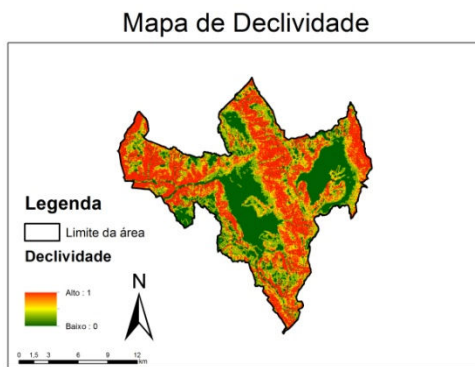 Mapa de Declividade
Legenda
Limite da área
Declividade
Alto : 1
Baixo : 0
N
0 1,5 3 6 9 12
km